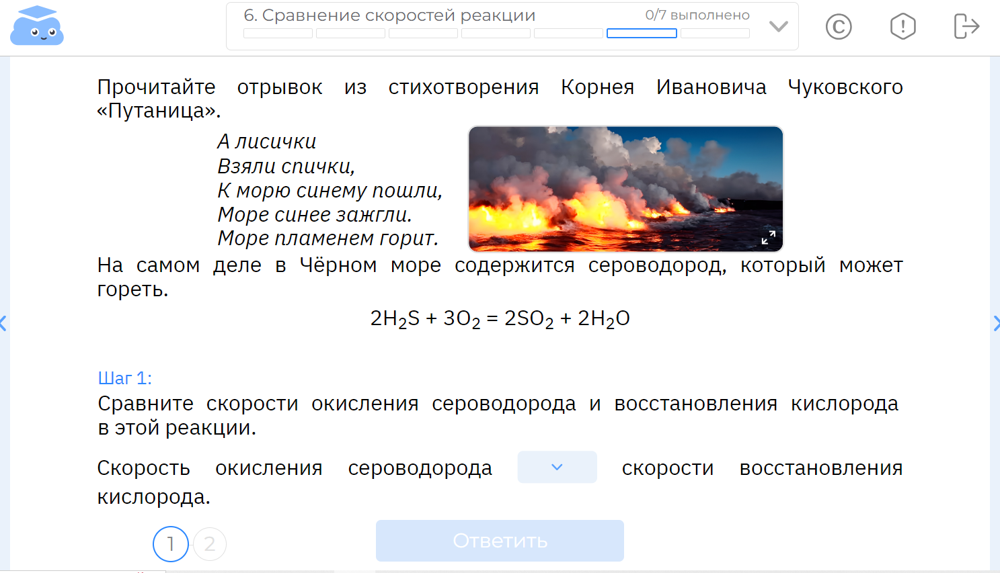 6. Сравнение скоростей реакции
0/7 выполнено
Прочитайте отрывок из стихотворения Корнея Ивановича Чуковского
«Путаница».
А лисички
Взяли спички,
К морю синему пошли,
Море синее зажгли.
Море пламенем горит.
На самом деле в Чёрном море содержится сероводород, который может
гореть.
2H₂S + 3O₂ = 2SO₂ + 2H₂O
Шаг 1:
Сравните скорости окисления сероводорода и восстановления кислорода
в этой реакции.
Скорость окисления сероводорода скорости восстановления
кислорода.
1 2
Ответить